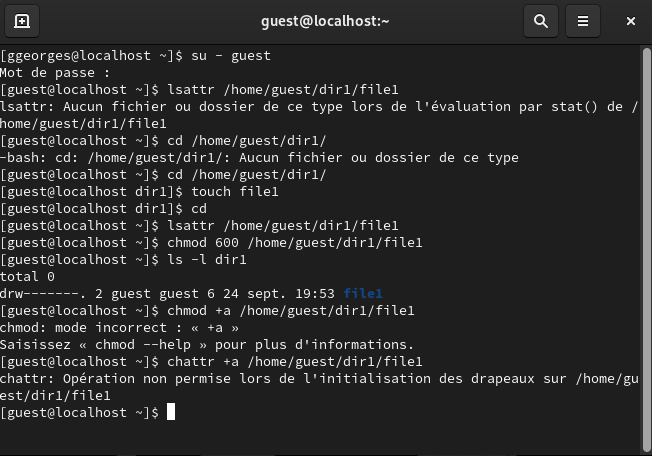 guest@localhost:~
[ggeorges@localhost ~]$ su - guest
Mot de passe :
[guest@localhost ~]$ lsattr /home/guest/dir1/file1
lsattr: Aucun fichier ou dossier de ce type lors de l'évaluation par stat() de /
home/guest/dir1/file1
[guest@localhost ~]$ cd /home/guest/dir1/
-bash: cd: /home/guest/dir1/: Aucun fichier ou dossier de ce type
[guest@localhost ~]$ cd /home/guest/dir1/
[guest@localhost dir1]$ touch file1
[guest@localhost dir1]$ cd
[guest@localhost ~]$ lsattr /home/guest/dir1/file1
[guest@localhost ~]$ chmod 600 /home/guest/dir1/file1
[guest@localhost ~]$ ls -l dir1
total 0
drw-------. 2 guest guest 6 24 sept. 19:53 file1
[guest@localhost ~]$ chmod +a /home/guest/dir1/file1
chmod: mode incorrect : « +a »
Saisissez « chmod --help » pour plus d'informations.
[guest@localhost ~]$ chattr +a /home/guest/dir1/file1
chattr: Opération non permise lors de l'initialisation des drapeaux sur /home/gu
est/dir1/file1
[guest@localhost ~]$